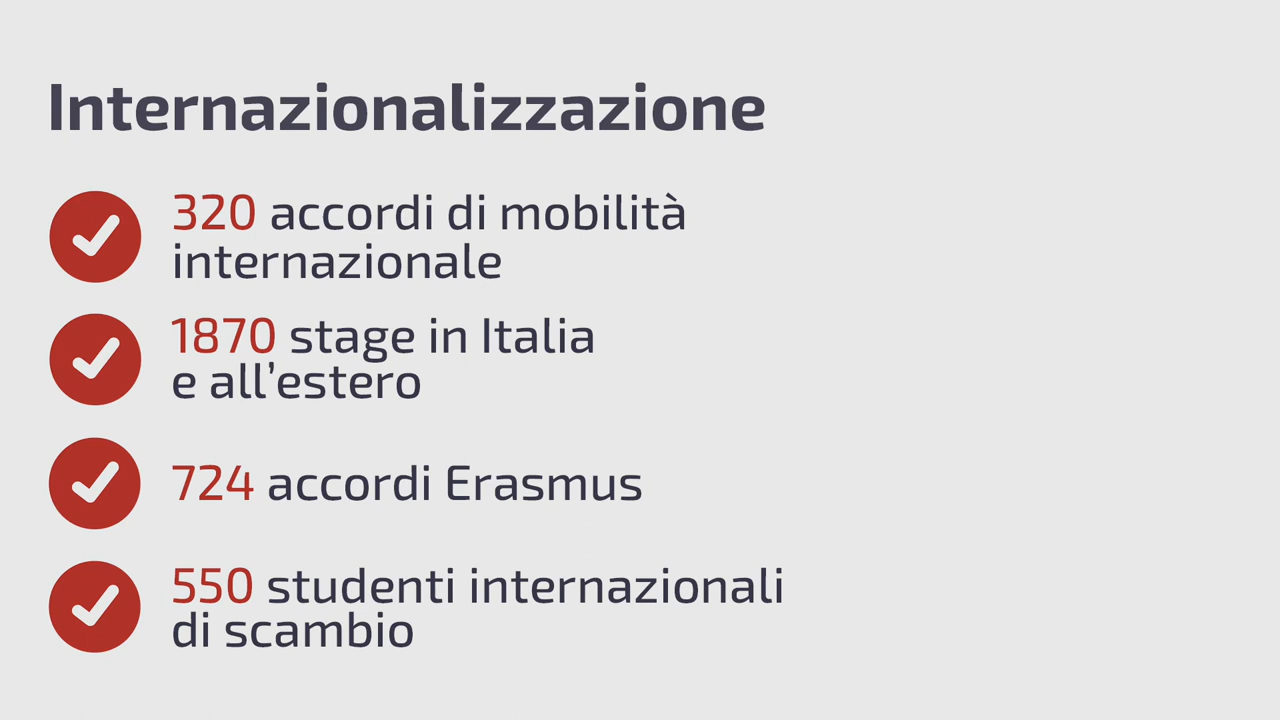 Internazionalizzazione
320 accordi di mobilità
internazionale
1870 stage in Italia
e all’estero
724 accordi Erasmus
550 studenti internazionali
di scambio